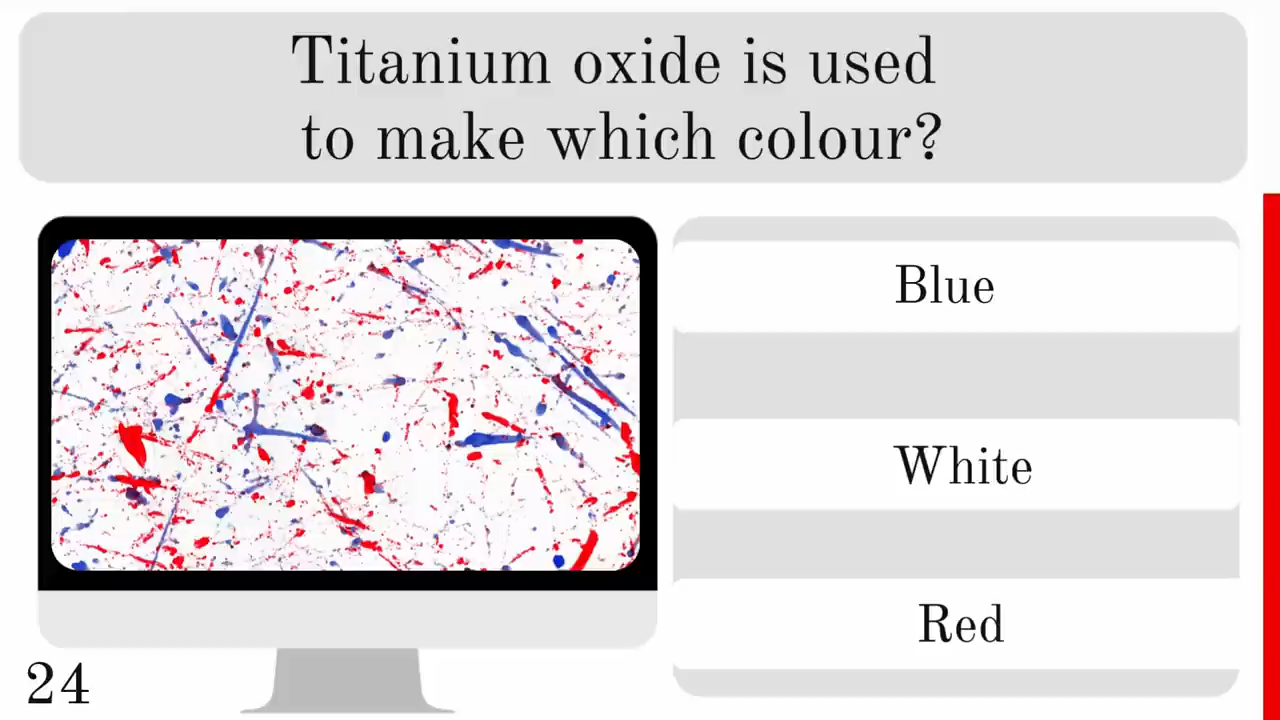 Titanium oxide is used
to make which colour?
Blue
White
Red
24